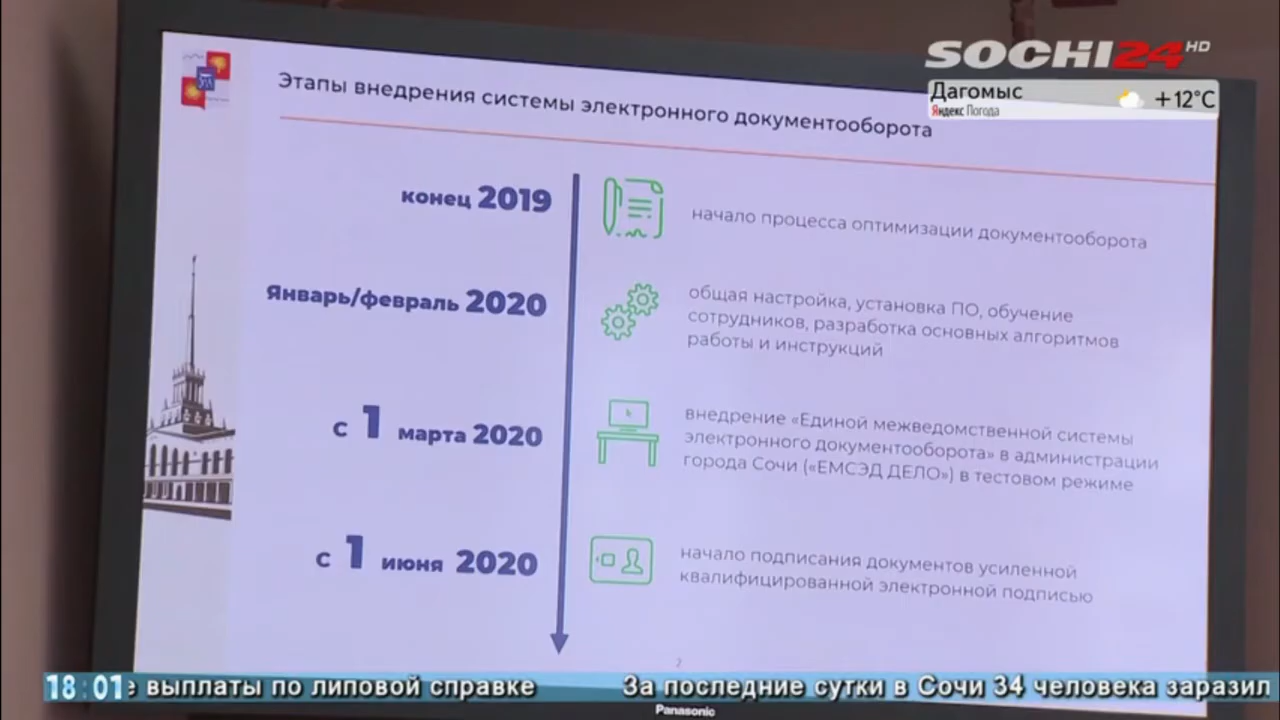 SOCHI24 HD
Дагомыс
+12°C
Яндекс Погода
Этапы внедрения системы электронного документооборота
конец 2019
начало процесса оптимизации документооборота
Январь/февраль 2020
общая настройка, установка ПО, обучение
сотрудников, разработка основных алгоритмов
работы и инструкций
с 1 марта 2020
внедрение «Единой межведомственной системы
электронного документооборота» в администрации
города Сочи («ЕМСЭД ДЕЛО») в тестовом режиме
с 1 июня 2020
начало подписания документов усиленной
квалифицированной электронной подписью
2
18:01 е выплаты по липовой справке За последние сутки в Сочи 34 человека заразил
Panasonic